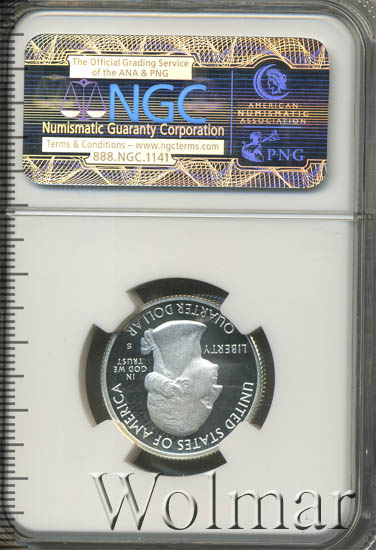 The Official Grading Service
of the ANA & PNG
NGC
Numismatic Guaranty Corporation
Terms & Conditions – www.ngcterms.com
888.NGC.1141
AMERICAN
NUMISMATIC
ASSOCIATION
PNG
UNITED STATES OF AMERICA
IN
GOD WE
TRUST
S
LIBERTY
QUARTER DOLLAR
Wolmar